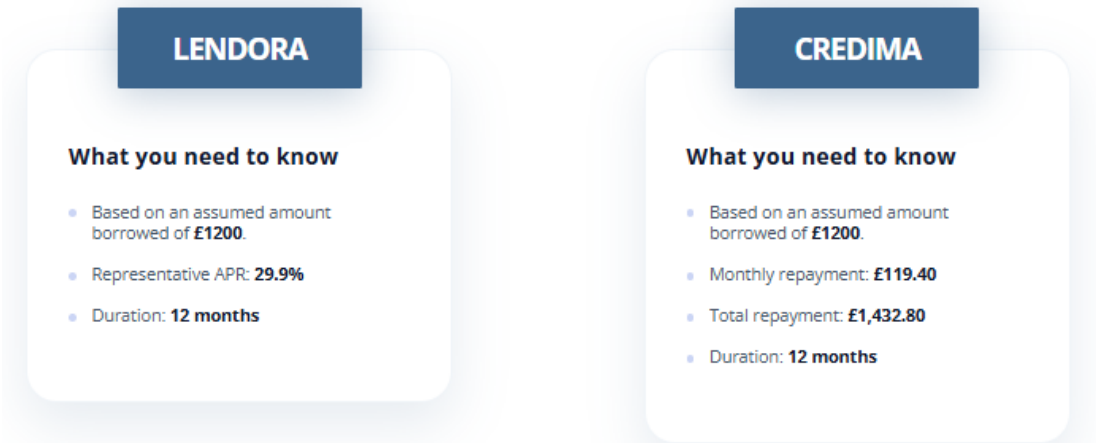 LENDORA
What you need to know
Based on an assumed amount
borrowed of £1200.
Representative APR: 29.9%
Duration: 12 months
CREDIMA
What you need to know
Based on an assumed amount
borrowed of £1200.
Monthly repayment: £119.40
Total repayment: £1,432.80
Duration: 12 months